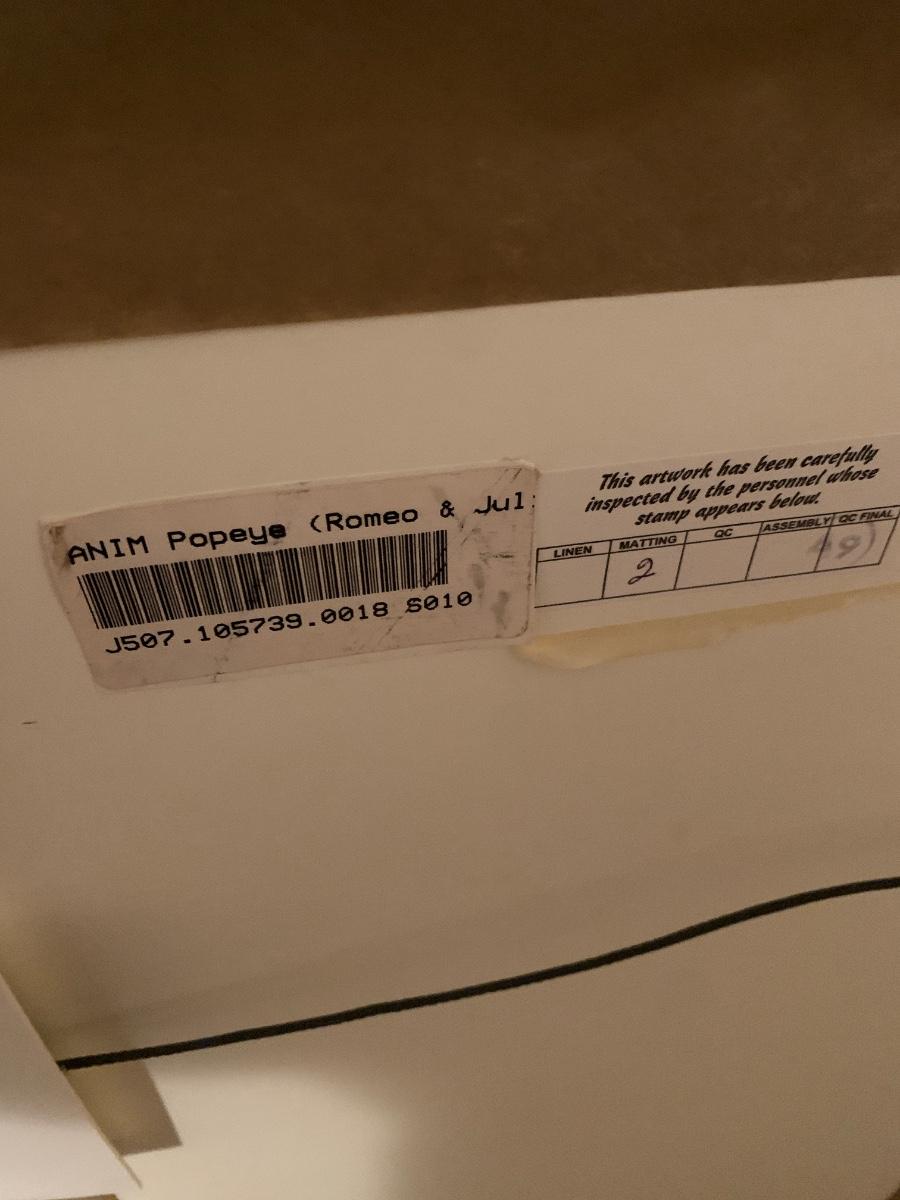 ANIM Popeye (Romeo & Jul
J507.105739.0018 S010
This artwork has been carefully
inspected by the personnel whose
stamp appears below.
LINEN MATTING QC ASSEMBLY QC FINAL
2